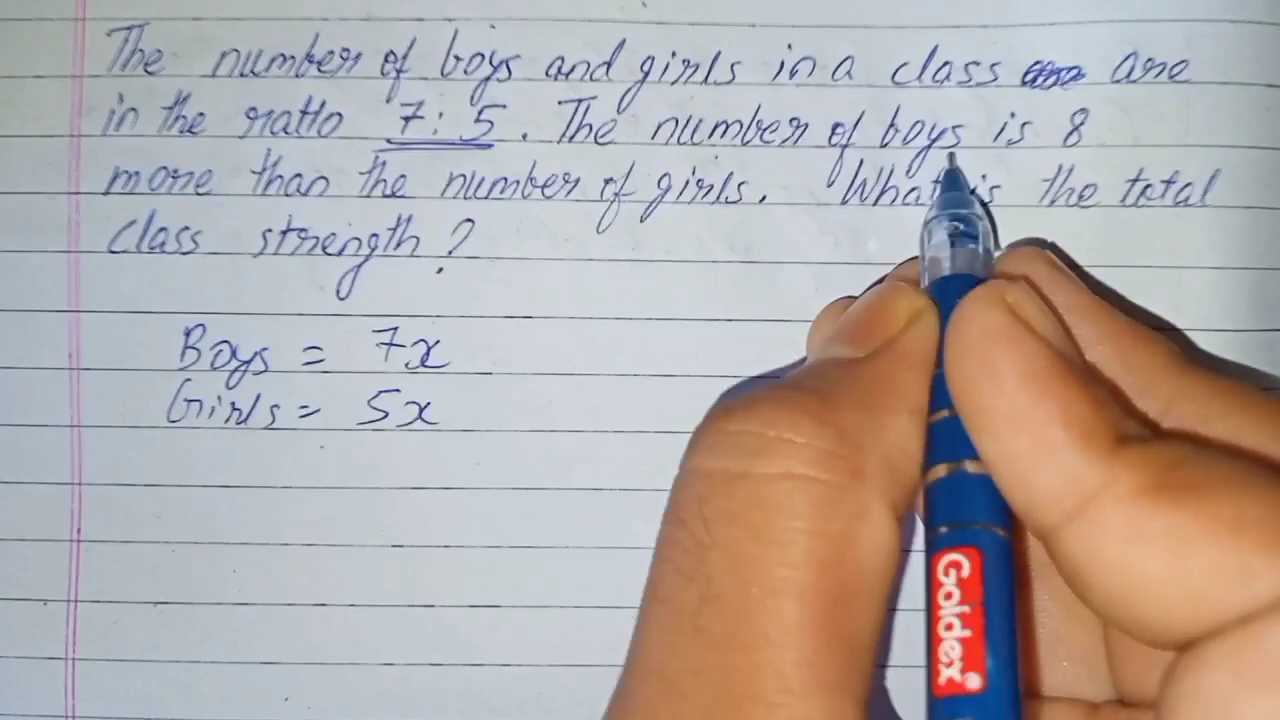 The number of boys and girls in a class are
in the ratio 7:5. The number of boys is 8
more than the number of girls. What is the total
class strength?
Boys = 7x
Girls = 5x
Goldex